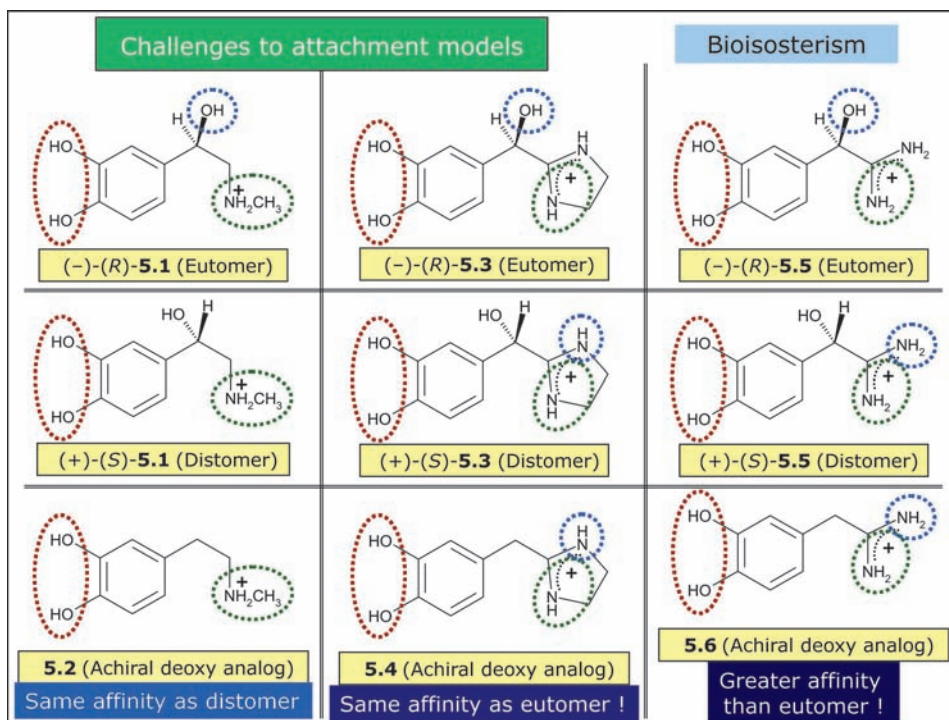 Challenges to attachment models
Bioisosterism
H OH
HO
HO
+
NH₂CH₃
(–)-(R)-5.1 (Eutomer)
H OH
HO
HO
H
N
+
N
H
(–)-(R)-5.3 (Eutomer)
H OH
HO
HO
NH₂
+
NH₂
(–)-(R)-5.5 (Eutomer)
HO H
HO
HO
+
NH₂CH₃
(+)-(S)-5.1 (Distomer)
HO H
HO
HO
H
N
+
N
H
(+)-(S)-5.3 (Distomer)
HO H
HO
HO
NH₂
+
NH₂
(+)-(S)-5.5 (Distomer)
HO
HO
+
NH₂CH₃
5.2 (Achiral deoxy analog)
Same affinity as distomer
HO
HO
H
N
+
N
H
5.4 (Achiral deoxy analog)
Same affinity as eutomer !
HO
HO
NH₂
+
NH₂
5.6 (Achiral deoxy analog)
Greater affinity
than eutomer !